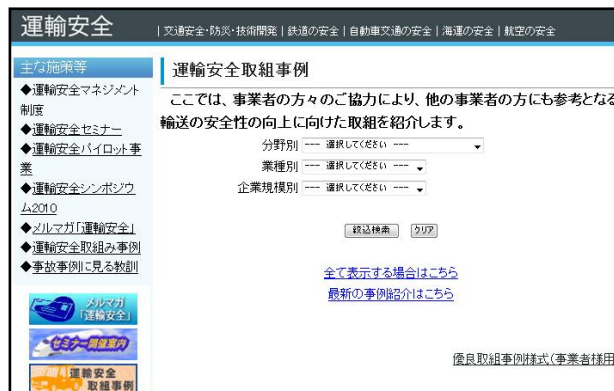 運輸安全
| 交通安全・防災・技術開発 | 鉄道の安全 | 自動車交通の安全 | 海運の安全 | 航空の安全
主な施策等
◆運輸安全マネジメント
制度
◆運輸安全セミナー
◆運輸安全パイロット事
業
◆運輸安全シンポジウ
ム2010
◆メルマガ「運輸安全」
◆運輸安全取組み事例
◆事故事例に見る教訓
メルマガ
「運輸安全」
セミナー開催案内
運輸安全
取組事例
運輸安全取組事例
ここでは、事業者の方々のご協力により、他の事業者の方にも参考となる
輸送の安全性の向上に向けた取組を紹介します。
分野別 --- 選択してください ---
業種別 --- 選択してください ---
企業規模別 --- 選択してください ---
絞込検索 クリア
全て表示する場合はこちら
最新の事例紹介はこちら
優良取組事例様式(事業者様用